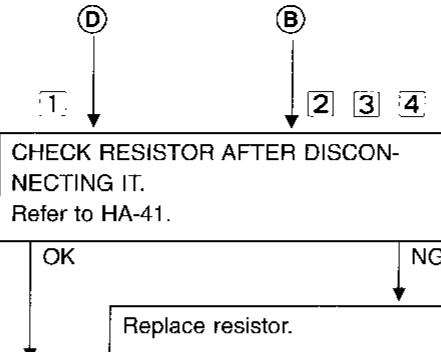 D B
1 2 3 4
CHECK RESISTOR AFTER DISCON-
NECTING IT.
Refer to HA-41.
OK NG
Replace resistor.